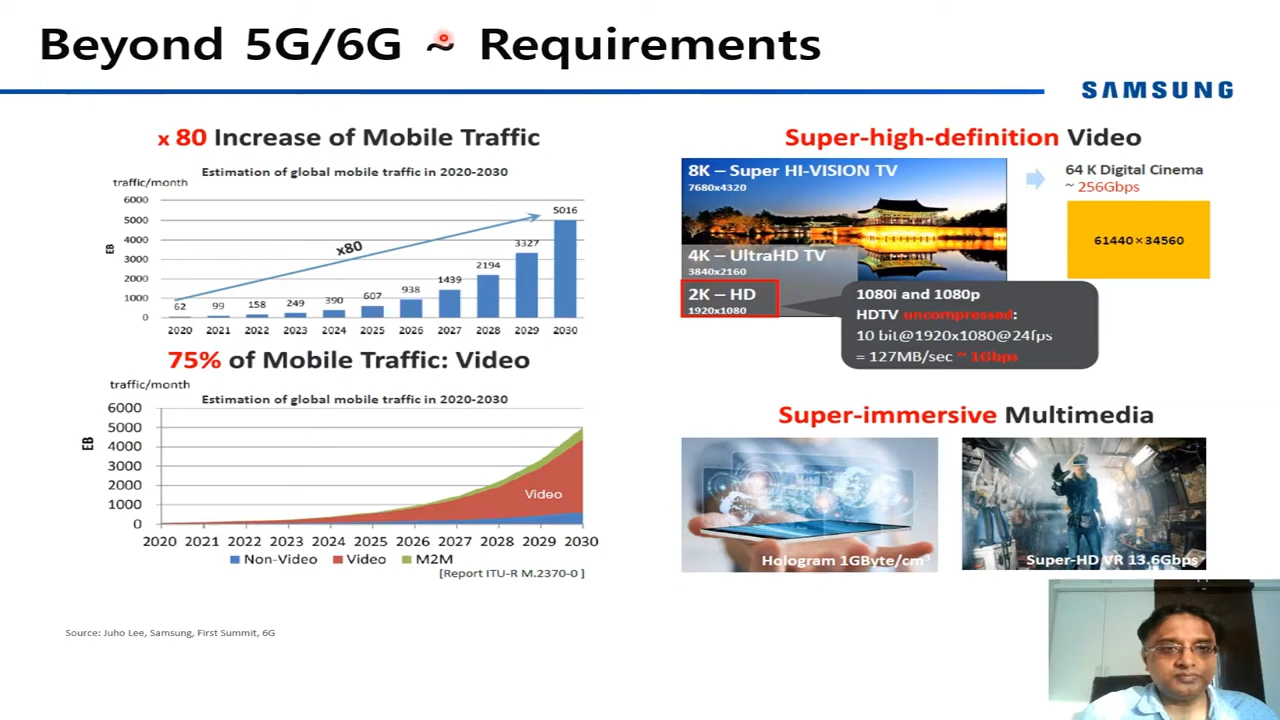 Beyond 5G/6G ~ Requirements
SAMSUNG
x 80 Increase of Mobile Traffic
Estimation of global mobile traffic in 2020-2030
traffic/month
EB
6000
5000
4000
3000
2000
1000
0
x80
62
99
158
249
390
607
938
1439
2194
3327
5016
2020 2021 2022 2023 2024 2025 2026 2027 2028 2029 2030
75% of Mobile Traffic: Video
traffic/month
Estimation of global mobile traffic in 2020-2030
EB
6000
5000
4000
3000
2000
1000
0
Video
2020 2021 2022 2023 2024 2025 2026 2027 2028 2029 2030
Non-Video Video M2M
[Report ITU-R M.2370-0 ]
Source: Juho Lee, Samsung, First Summit, 6G
Super-high-definition Video
8K – Super HI-VISION TV
7680x4320
4K – UltraHD TV
3840x2160
2K – HD
1920x1080
64 K Digital Cinema
~ 256Gbps
61440×34560
1080i and 1080p
HDTV uncompressed:
10 bit@1920x1080@24fps
= 127MB/sec ~ 1Gbps
Super-immersive Multimedia
Hologram 1GByte/cm³
Super-HD VR 13.6Gbps